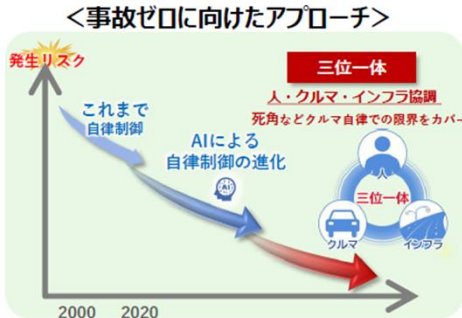 ＜事故ゼロに向けたアプローチ＞
発生リスク
三位一体
人・クルマ・インフラ協調
死角などクルマ自律での限界をカバー
これまで
自律制御
AIによる
自律制御の進化
AI
人
三位一体
クルマ
インフラ
2000
2020